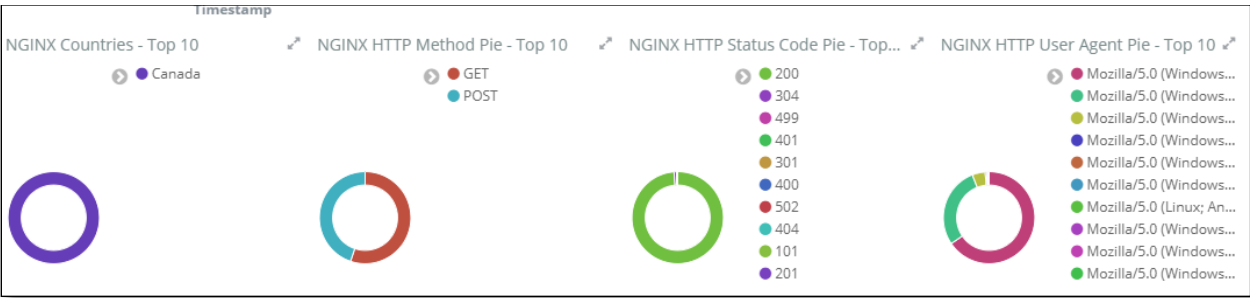 Timestamp
NGINX Countries - Top 10
Canada
NGINX HTTP Method Pie - Top 10
GET
POST
NGINX HTTP Status Code Pie - Top...
200
304
499
401
301
400
502
404
101
201
NGINX HTTP User Agent Pie - Top 10
Mozilla/5.0 (Windows...
Mozilla/5.0 (Windows...
Mozilla/5.0 (Windows...
Mozilla/5.0 (Windows...
Mozilla/5.0 (Windows...
Mozilla/5.0 (Windows...
Mozilla/5.0 (Linux; An...
Mozilla/5.0 (Windows...
Mozilla/5.0 (Windows...
Mozilla/5.0 (Windows...